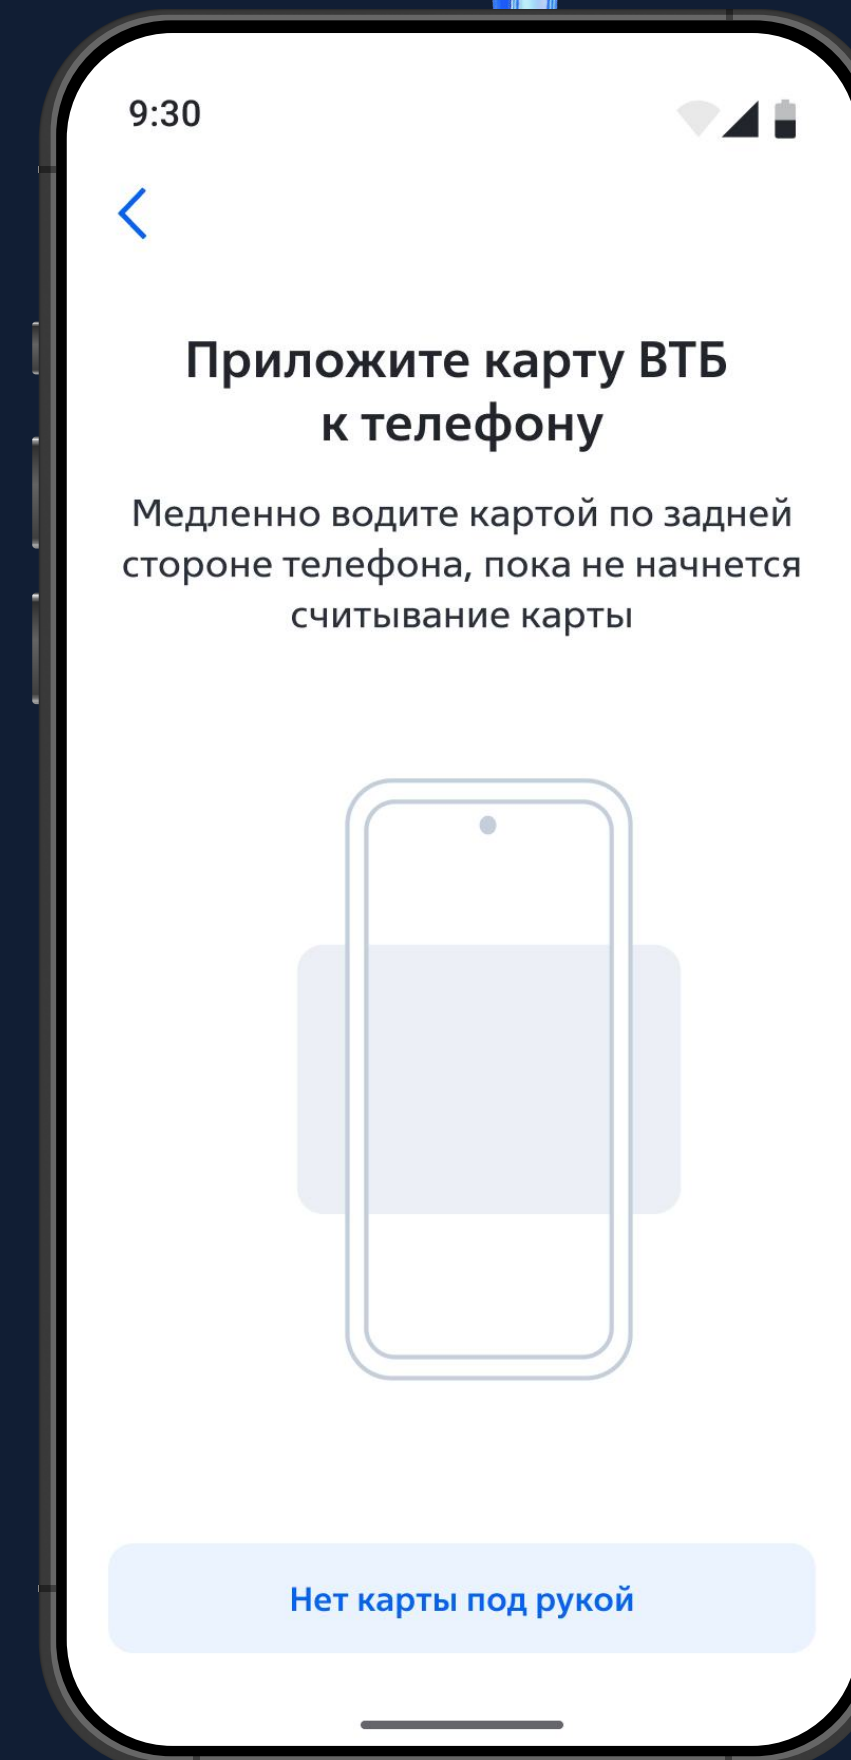 9:30
Приложите карту ВТБ
к телефону
Медленно водите картой по задней
стороне телефона, пока не начнется
считывание карты
Нет карты под рукой